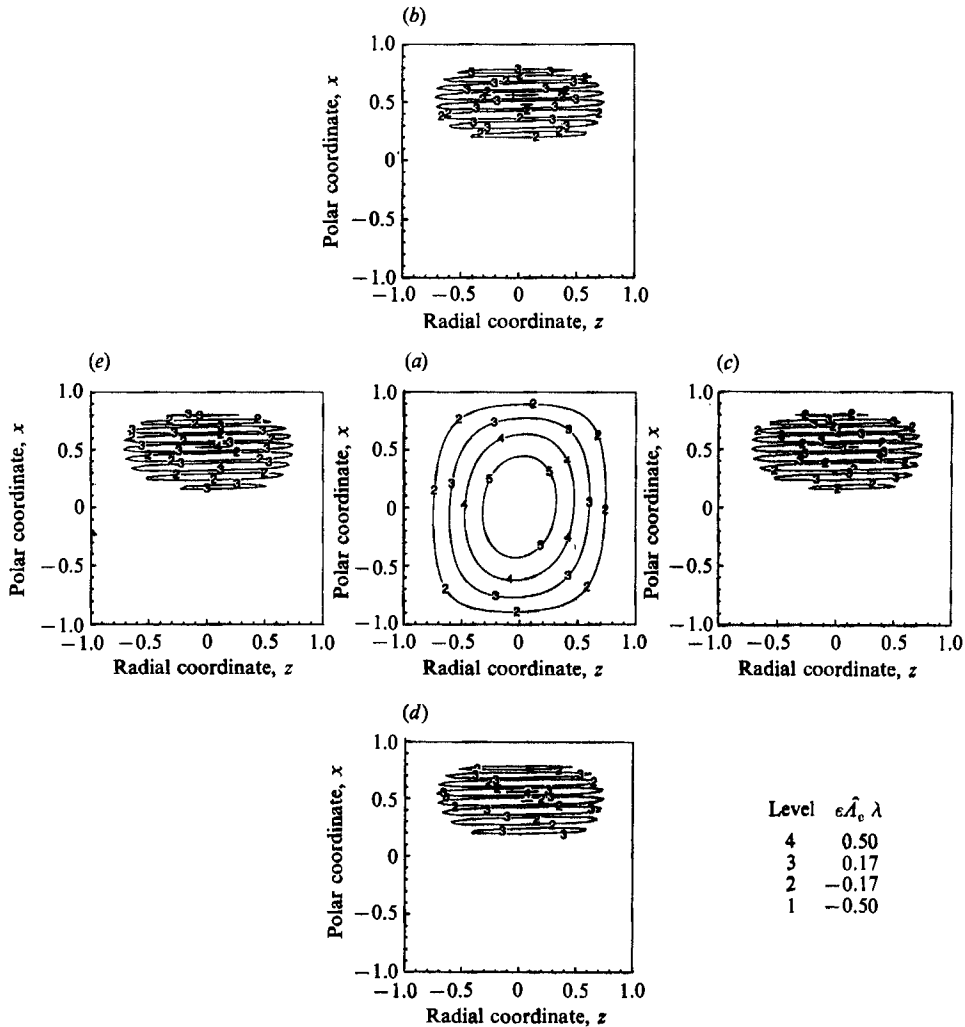 (b)
1.0
0.5
0
−0.5
−1.0
Polar coordinate, x
−1.0 −0.5 0 0.5 1.0
Radial coordinate, z
(e)
1.0
0.5
0
−0.5
−1.0
Polar coordinate, x
−1.0 −0.5 0 0.5 1.0
Radial coordinate, z
(a)
1.0
0.5
0
−0.5
−1.0
Polar coordinate, x
−1.0 −0.5 0 0.5 1.0
Radial coordinate, z
(c)
1.0
0.5
0
−0.5
−1.0
Polar coordinate, x
−1.0 −0.5 0 0.5 1.0
Radial coordinate, z
(d)
1.0
0.5
0
−0.5
−1.0
Polar coordinate, x
−1.0 −0.5 0 0.5 1.0
Radial coordinate, z
Level ϵÂ_c λ
4 0.50
3 0.17
2 −0.17
1 −0.50